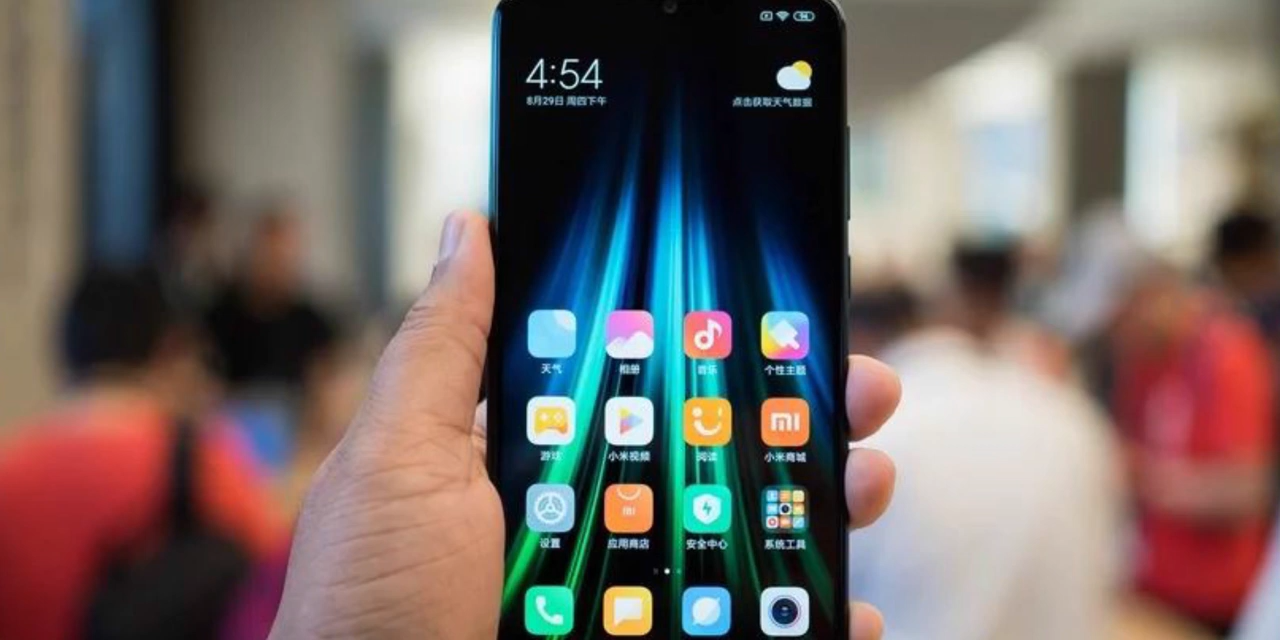 4:54
8月29日 周四下午
点击获取天气数据
天气 相册 音乐 个性主题
mi
游戏 小米视频 阅读 小米商城
mi
设置 应用商店 安全中心 系统工具